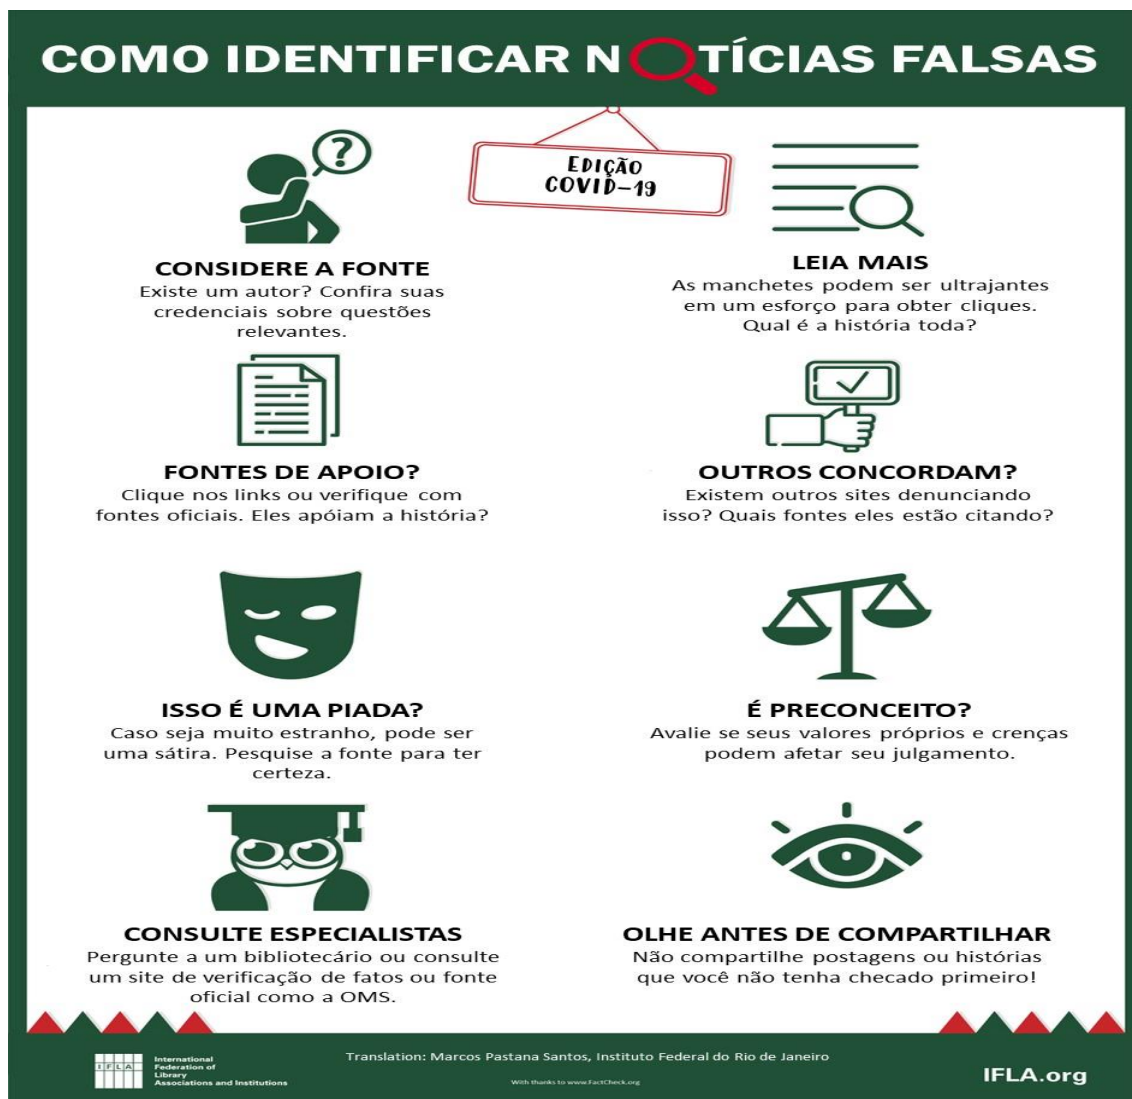 COMO IDENTIFICAR NOTÍCIAS FALSAS
EDIÇÃO
COVID-19
CONSIDERE A FONTE
Existe um autor? Confira suas
credenciais sobre questões
relevantes.
LEIA MAIS
As manchetes podem ser ultrajantes
em um esforço para obter cliques.
Qual é a história toda?
FONTES DE APOIO?
Clique nos links ou verifique com
fontes oficiais. Eles apóiam a história?
OUTROS CONCORDAM?
Existem outros sites denunciando
isso? Quais fontes eles estão citando?
ISSO É UMA PIADA?
Caso seja muito estranho, pode ser
uma sátira. Pesquise a fonte para ter
certeza.
É PRECONCEITO?
Avalie se seus valores próprios e crenças
podem afetar seu julgamento.
CONSULTE ESPECIALISTAS
Pergunte a um bibliotecário ou consulte
um site de verificação de fatos ou fonte
oficial como a OMS.
OLHE ANTES DE COMPARTILHAR
Não compartilhe postagens ou histórias
que você não tenha checado primeiro!
IFLA
International
Federation of
Library
Associations and Institutions
Translation: Marcos Pastana Santos, Instituto Federal do Rio de Janeiro
With thanks to www.FactCheck.org
IFLA.org